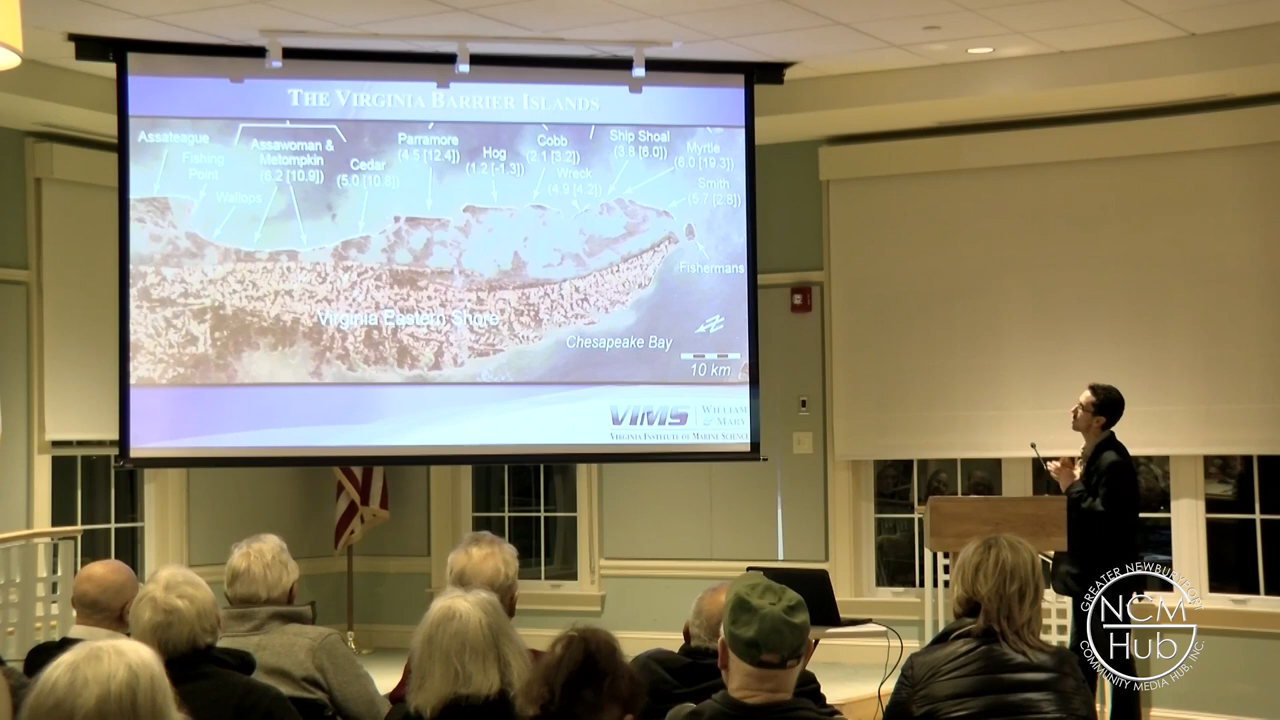 THE VIRGINIA BARRIER ISLANDS
Assateague
Fishing
Point
Wallops
Assawoman &
Metompkin
(6.2 [10.9])
Cedar
(5.0 [10.8])
Parramore
(4.5 [12.4])
Hog
(1.2 [-1.3])
Cobb
(2.1 [3.2])
Wreck
(4.9 [4.2])
Ship Shoal
(3.8 [6.0])
Myrtle
(6.0 [19.3])
Smith
(5.7 [2.8])
Fishermans
Virginia Eastern Shore
Chesapeake Bay
10 km
VIMS
WILLIAM
& MARY
VIRGINIA INSTITUTE OF MARINE SCIENCE
GREATER NEWBURYPORT
NCM
Hub
COMMUNITY MEDIA HUB, INC.